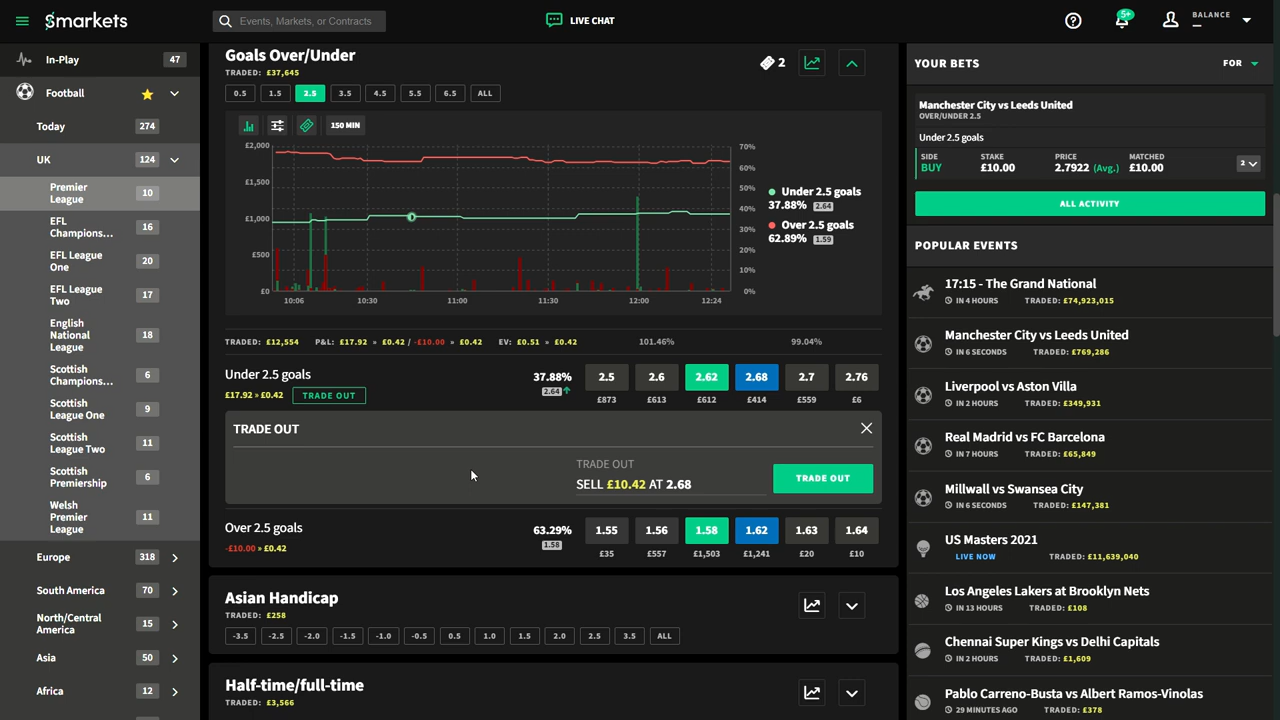 smarkets
Events, Markets, or Contracts
LIVE CHAT
5+
BALANCE
—
In-Play 47
Football
Today 274
UK 124
Premier
League
10
EFL
Champions...
16
EFL League
One
20
EFL League
Two
17
English
National
League
18
Scottish
Champions...
6
Scottish
League One
9
Scottish
League Two
11
Scottish
Premiership
6
Welsh
Premier
League
11
Europe 318
South America 70
North/Central
America
15
Asia 50
Africa 12
Goals Over/Under
TRADED: £37,645
2
0.5 1.5 2.5 3.5 4.5 5.5 6.5 ALL
150 MIN
£2,000
£1,500
£1,000
£500
£0
70%
60%
50%
40%
30%
20%
10%
0%
10:06 10:30 11:00 11:30 12:00 12:24
Under 2.5 goals
37.88% 2.64
Over 2.5 goals
62.89% 1.59
TRADED: £12,554 P&L: £17.92 » £0.42 / -£10.00 » £0.42 EV: £0.51 » £0.42 101.46% 99.04%
Under 2.5 goals
£17.92 » £0.42 TRADE OUT
37.88%
2.64
2.5 2.6 2.62 2.68 2.7 2.76
£873 £613 £612 £414 £559 £6
TRADE OUT
TRADE OUT
SELL £10.42 AT 2.68
TRADE OUT
Over 2.5 goals
-£10.00 » £0.42
63.29%
1.58
1.55 1.56 1.58 1.62 1.63 1.64
£35 £557 £1,503 £1,241 £20 £10
Asian Handicap
TRADED: £258
-3.5 -2.5 -2.0 -1.5 -1.0 -0.5 0.5 1.0 1.5 2.0 2.5 3.5 ALL
Half-time/full-time
TRADED: £3,566
YOUR BETS
FOR
Manchester City vs Leeds United
OVER/UNDER 2.5
Under 2.5 goals
SIDE STAKE PRICE MATCHED
BUY £10.00 2.7922 (Avg.) £10.00
2
ALL ACTIVITY
POPULAR EVENTS
17:15 - The Grand National
IN 4 HOURS TRADED: £74,923,015
Manchester City vs Leeds United
IN 6 SECONDS TRADED: £769,286
Liverpool vs Aston Villa
IN 2 HOURS TRADED: £349,931
Real Madrid vs FC Barcelona
IN 7 HOURS TRADED: £65,849
Millwall vs Swansea City
IN 6 SECONDS TRADED: £147,381
US Masters 2021
LIVE NOW TRADED: £11,639,040
Los Angeles Lakers at Brooklyn Nets
IN 13 HOURS TRADED: £108
Chennai Super Kings vs Delhi Capitals
IN 2 HOURS TRADED: £1,609
Pablo Carreno-Busta vs Albert Ramos-Vinolas
29 MINUTES AGO TRADED: £378